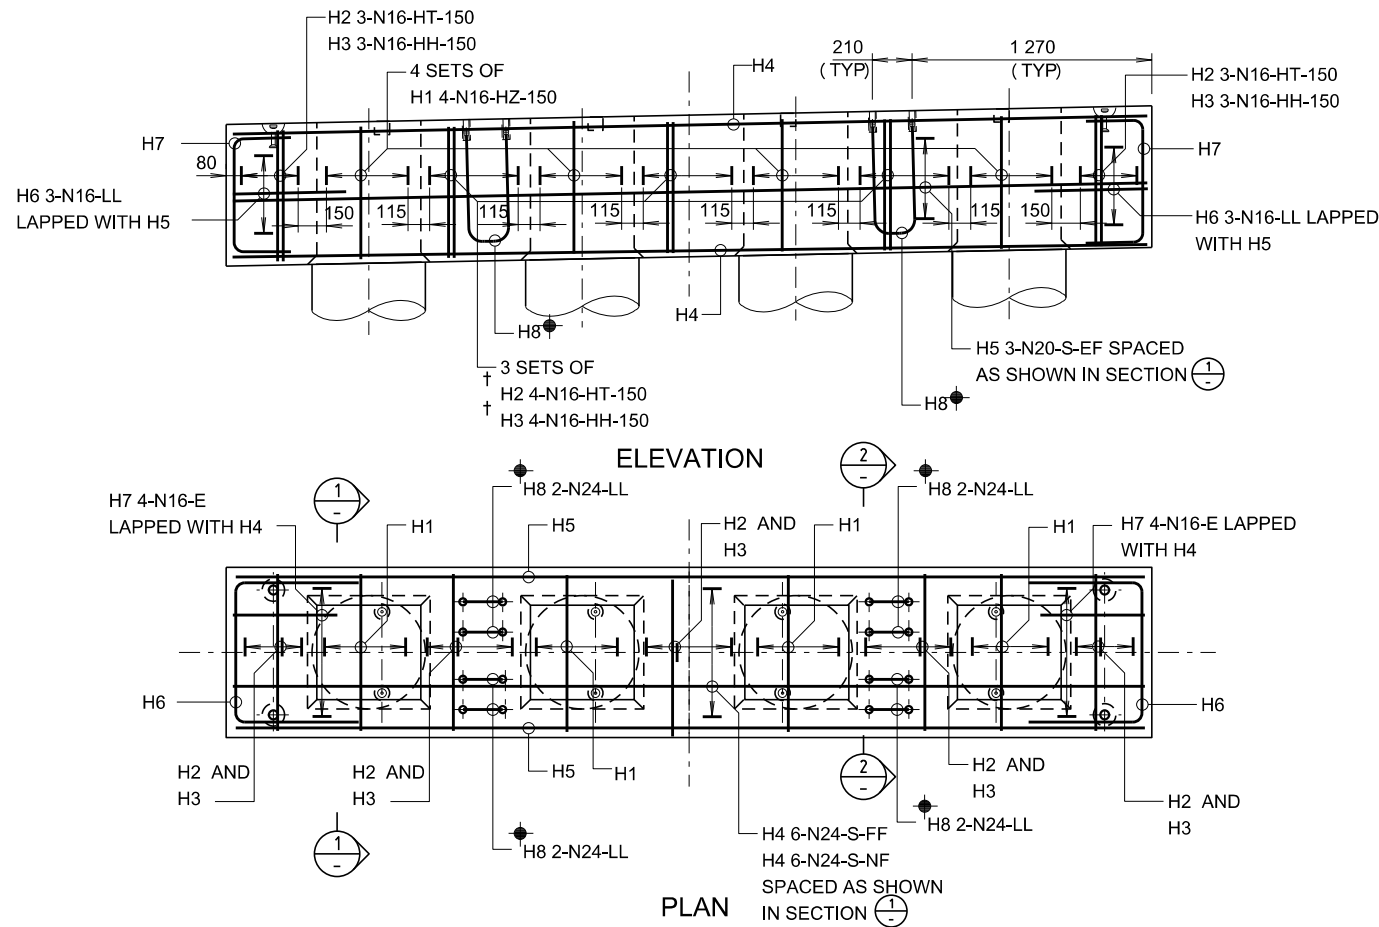 H2 3-N16-HT-150
H3 3-N16-HH-150
4 SETS OF
H1 4-N16-HZ-150
H4
210
( TYP)
1 270
( TYP)
H2 3-N16-HT-150
H3 3-N16-HH-150
H7
H7
80
H6 3-N16-LL
LAPPED WITH H5
150
115
115
115
115
115
115
150
H6 3-N16-LL LAPPED
WITH H5
H4
H8
† 3 SETS OF
† H2 4-N16-HT-150
H3 4-N16-HH-150
H5 3-N20-S-EF SPACED
AS SHOWN IN SECTION 1
-
H8
ELEVATION
1
-
2
-
H8 2-N24-LL
H8 2-N24-LL
H7 4-N16-E
LAPPED WITH H4
H1
H5
H2 AND
H3
H1
H1
H7 4-N16-E LAPPED
WITH H4
H6
H6
H2 AND
H3
H2 AND
H3
H5
H1
2
-
H2 AND
H3
H2 AND
H3
1
-
H8 2-N24-LL
H8 2-N24-LL
H4 6-N24-S-FF
H4 6-N24-S-NF
SPACED AS SHOWN
IN SECTION 1
-
PLAN